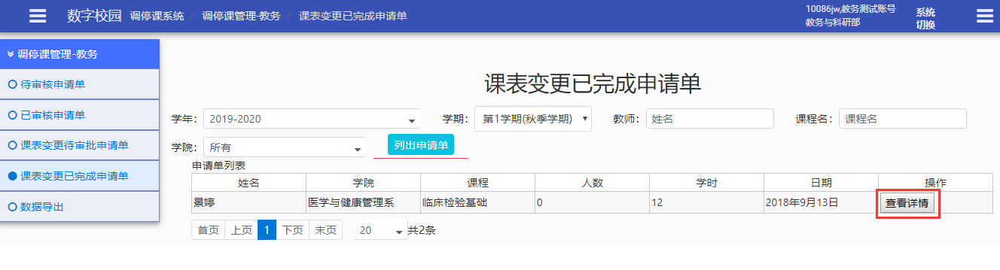 数字校园 调停课系统 / 调停课管理-教务 / 课表变更已完成申请单
10086jw,教务测试账号
教务与科研部
系统
切换
调停课管理-教务
待审核申请单
已审核申请单
课表变更待审批申请单
课表变更已完成申请单
数据导出
课表变更已完成申请单
学年: 2019-2020 学期: 第1学期(秋季学期) 教师: 姓名 课程名: 课程名
学院: 所有 列出申请单
申请单列表
姓名 学院 课程 人数 学时 日期 操作
景婷 医学与健康管理系 临床检验基础 0 12 2018年9月13日 查看详情
首页 上页 1 下页 末页 20 共2条